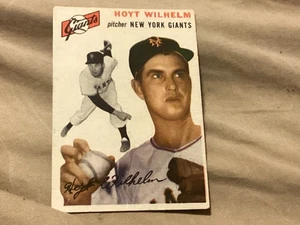 Giants
HOYT WILHELM
pitcher NEW YORK GIANTS
Hoyt Wilhelm